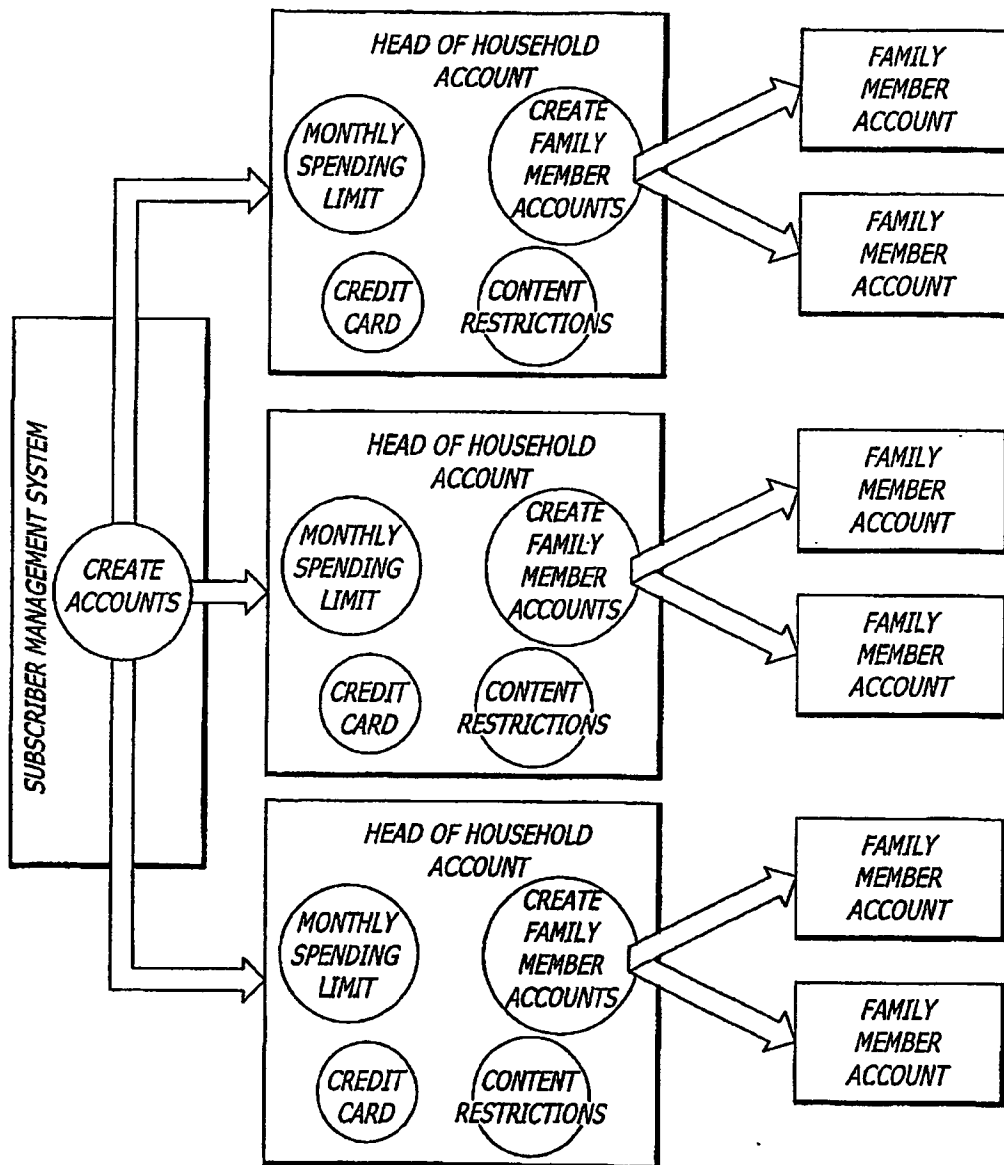 SUBSCRIBER MANAGEMENT SYSTEM
CREATE
ACCOUNTS
HEAD OF HOUSEHOLD
ACCOUNT
MONTHLY
SPENDING
LIMIT
CREATE
FAMILY
MEMBER
ACCOUNTS
CREDIT
CARD
CONTENT
RESTRICTIONS
FAMILY
MEMBER
ACCOUNT
FAMILY
MEMBER
ACCOUNT
HEAD OF HOUSEHOLD
ACCOUNT
MONTHLY
SPENDING
LIMIT
CREATE
FAMILY
MEMBER
ACCOUNTS
CREDIT
CARD
CONTENT
RESTRICTIONS
FAMILY
MEMBER
ACCOUNT
FAMILY
MEMBER
ACCOUNT
HEAD OF HOUSEHOLD
ACCOUNT
MONTHLY
SPENDING
LIMIT
CREATE
FAMILY
MEMBER
ACCOUNTS
CREDIT
CARD
CONTENT
RESTRICTIONS
FAMILY
MEMBER
ACCOUNT
FAMILY
MEMBER
ACCOUNT